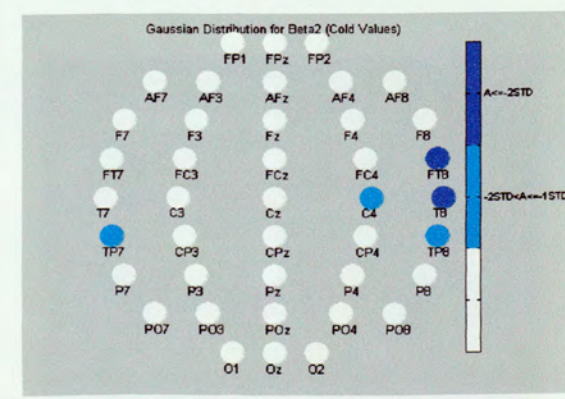 Gaussian Distribution for Beta2 (Cold Values)
FP1 FPz FP2
AF7 AF3 AFz AF4 AF8
A<=-2STD
F7 F3 Fz F4 F8
FT7 FC3 FCz FC4 FT8
-2STD<A<=-1STD
T7 C3 Cz C4 T8
TP7 CP3 CPz CP4 TP8
P7 P3 Pz P4 P8
PO7 PO3 POz PO4 PO8
O1 Oz O2